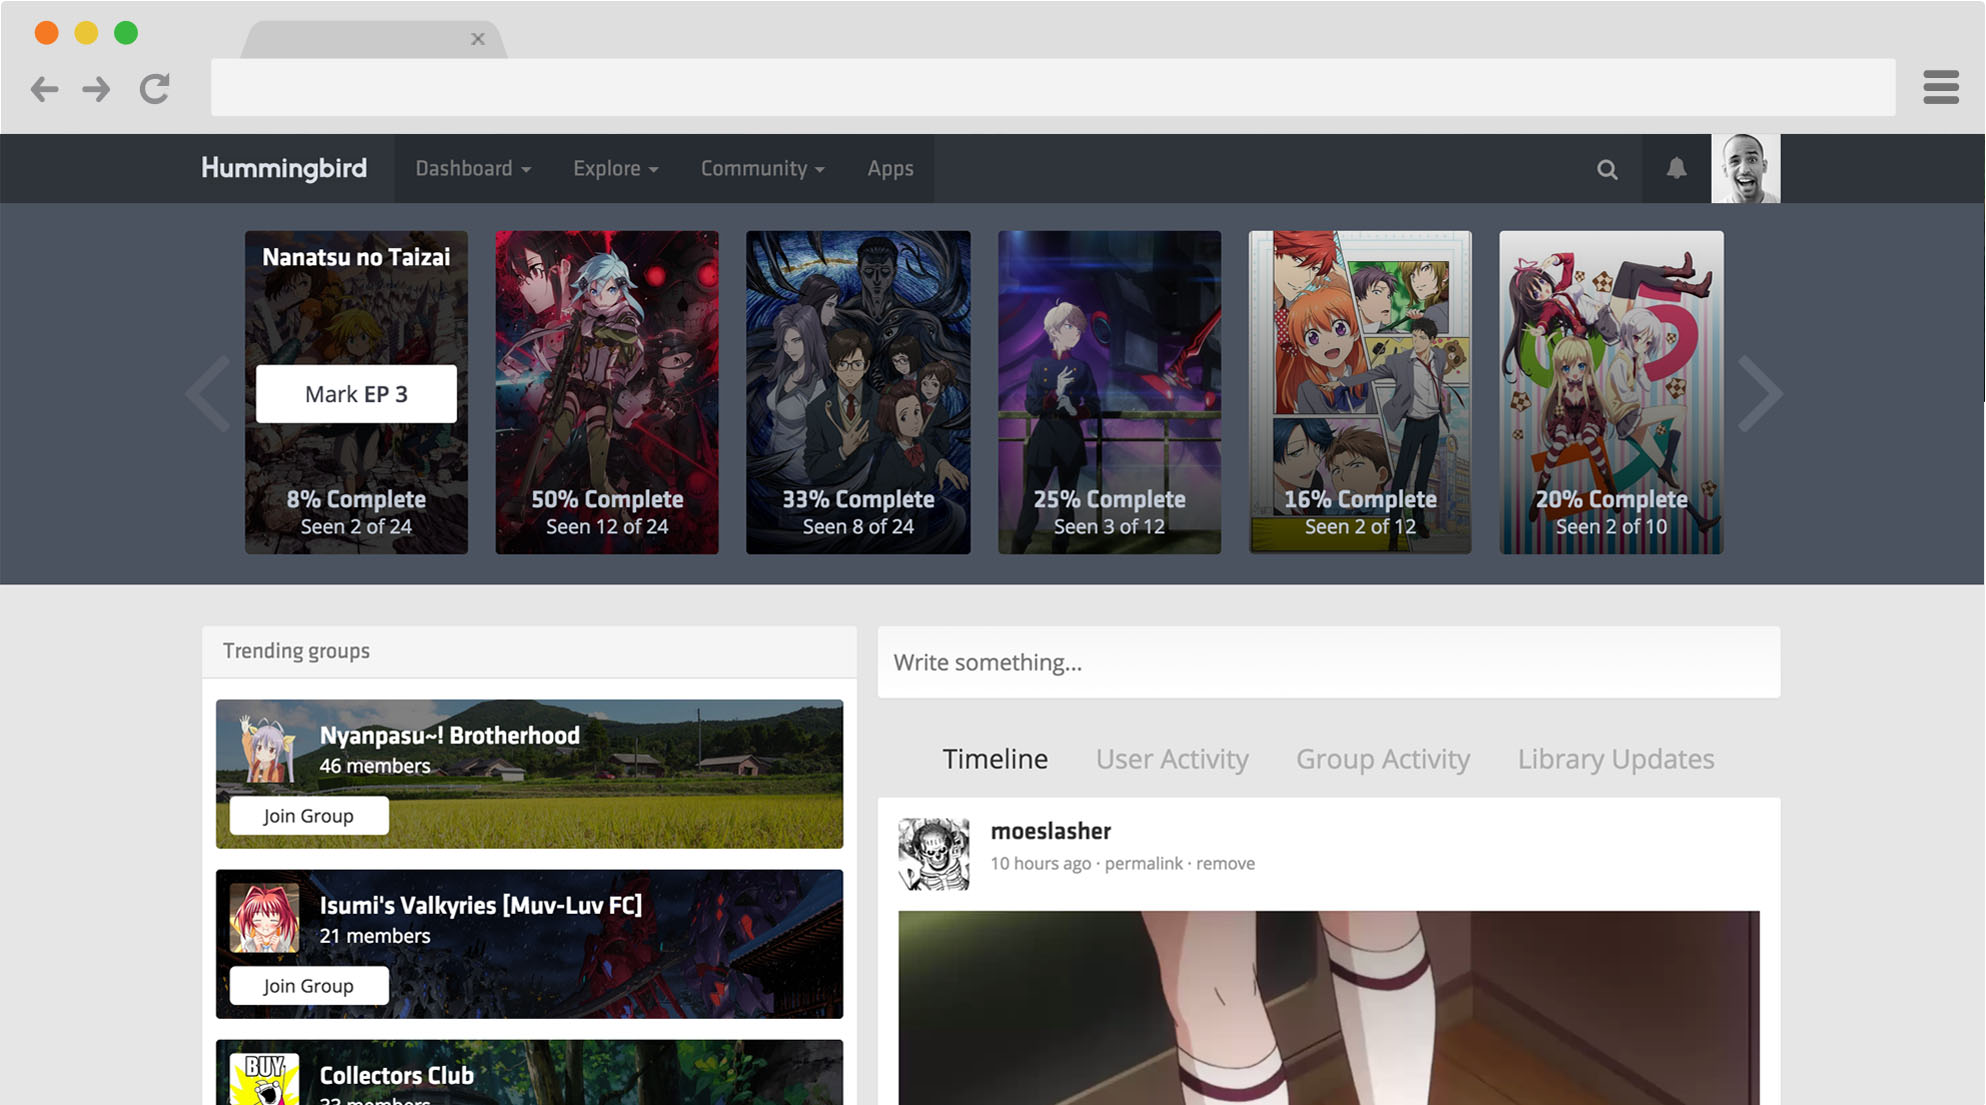 Hummingbird
Dashboard
Explore
Community
Apps
Nanatsu no Taizai
Mark EP 3
8% Complete
Seen 2 of 24
50% Complete
Seen 12 of 24
33% Complete
Seen 8 of 24
25% Complete
Seen 3 of 12
16% Complete
Seen 2 of 12
20% Complete
Seen 2 of 10
Trending groups
Nyanpasu~! Brotherhood
46 members
Join Group
Isumi's Valkyries [Muv-Luv FC]
21 members
Join Group
BUY
Collectors Club
33 members
Write something...
Timeline
User Activity
Group Activity
Library Updates
moeslasher
10 hours ago · permalink · remove